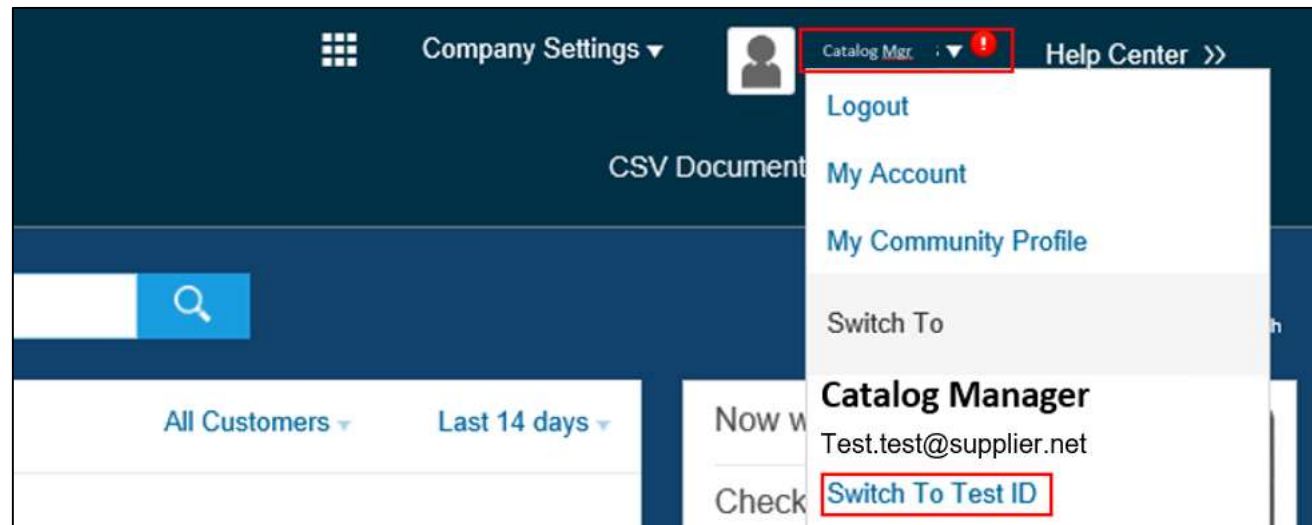 Company Settings ▼
Catalog Mgr. ▼ !
Help Center >>
CSV Document
Logout
My Account
My Community Profile
Switch To
Catalog Manager
Test.test@supplier.net
Switch To Test ID
All Customers
Last 14 days
Now w
Check